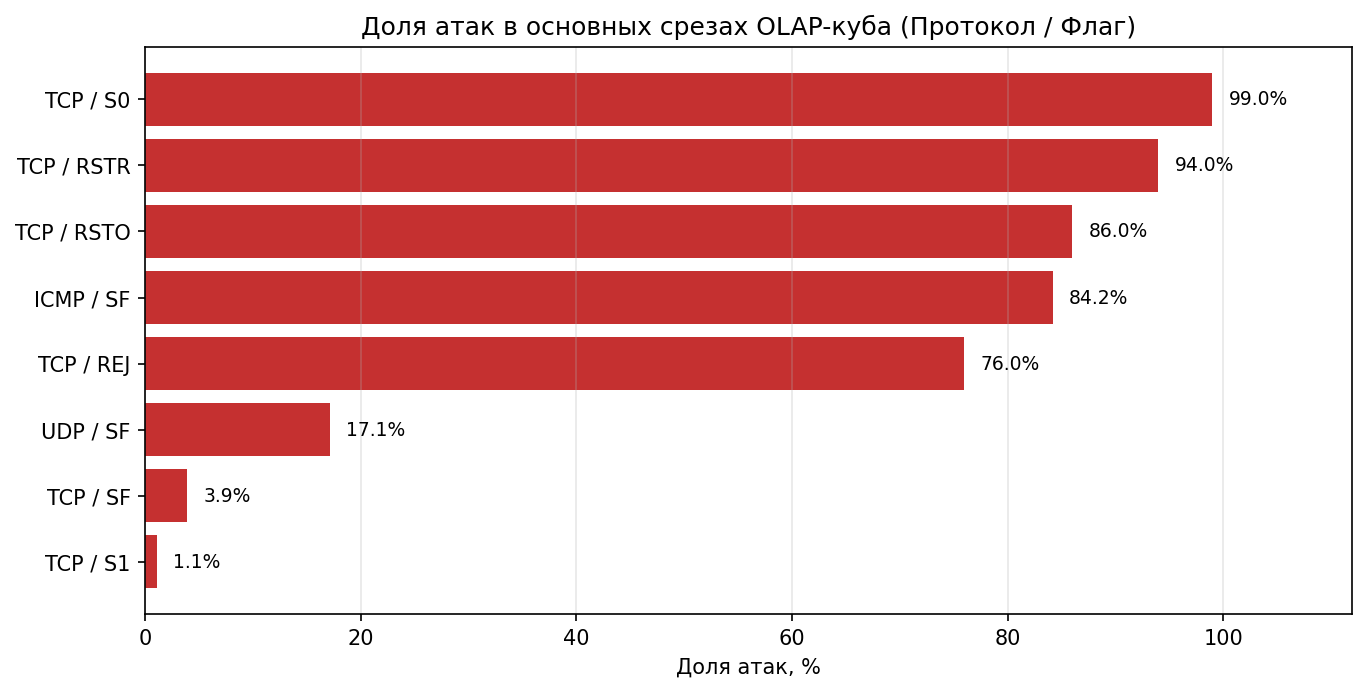 Доля атак в основных срезах OLAP-куба (Протокол / Флаг)
TCP / S0 99.0%
TCP / RSTR 94.0%
TCP / RSTO 86.0%
ICMP / SF 84.2%
TCP / REJ 76.0%
UDP / SF 17.1%
TCP / SF 3.9%
TCP / S1 1.1%
0 20 40 60 80 100
Доля атак, %